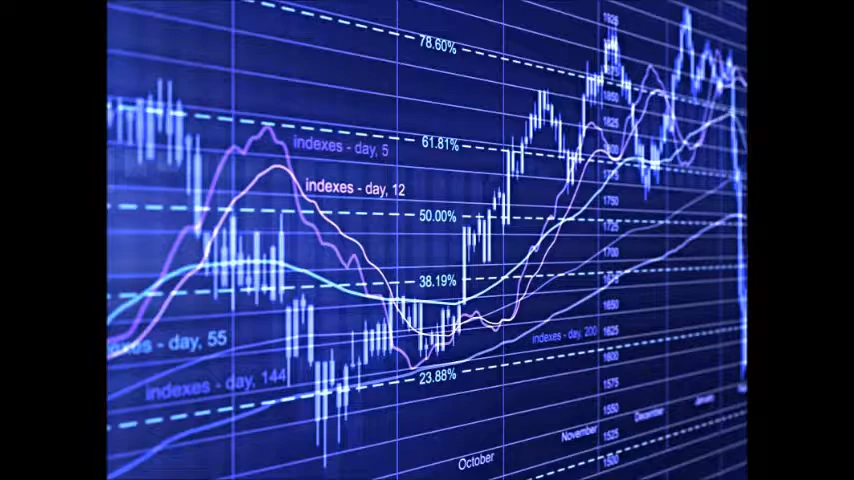 1925
78.60%
1850
1825
61.81%
indexes - day, 5
indexes - day, 12
1750
50.00%
1725
1700
38.19%
1675
1650
indexes - day, 200
1625
indexes - day, 55
1600
23.88%
indexes - day, 144
1575
1550
December
January
November
1525
October
1500